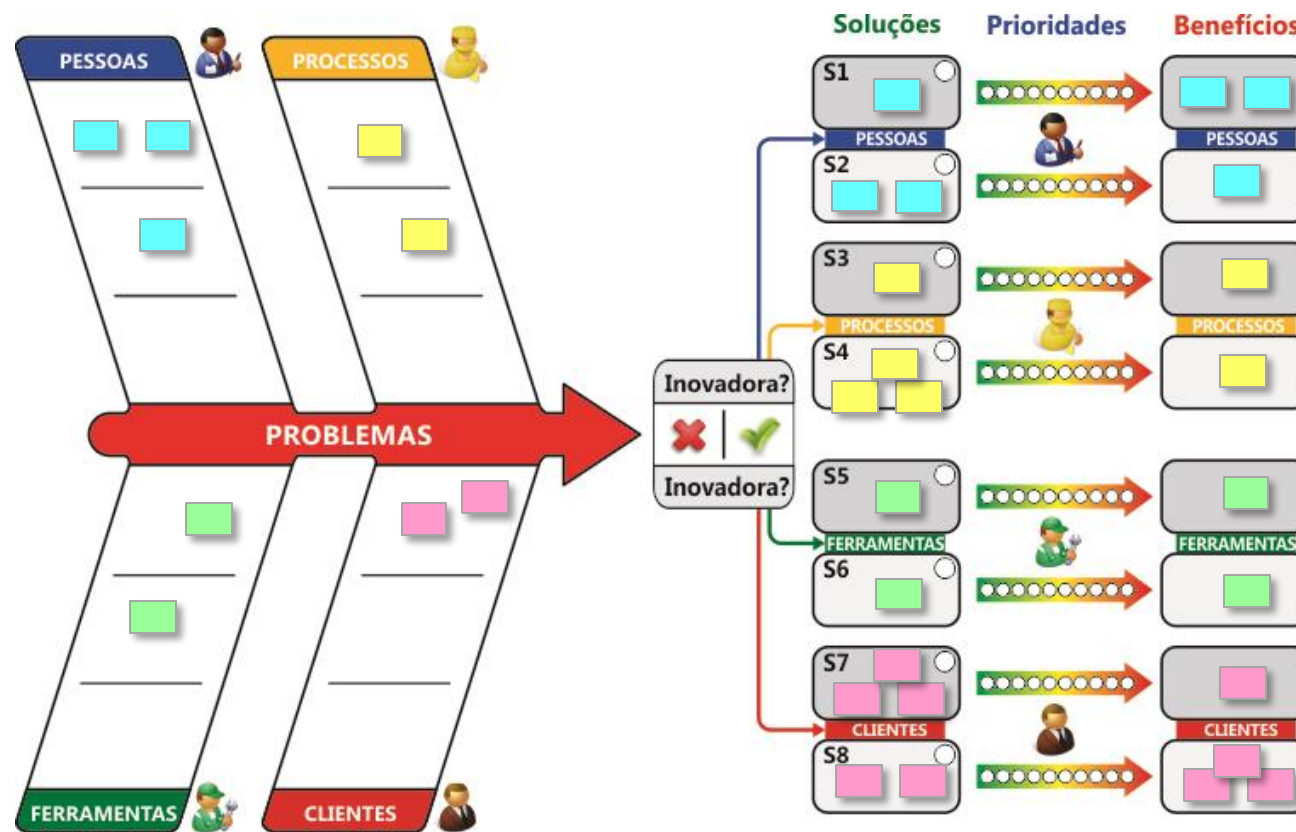 PESSOAS
PROCESSOS
PROBLEMAS
FERRAMENTAS
CLIENTES
Inovadora?
Inovadora?
Soluções
Prioridades
Benefícios
S1
PESSOAS
PESSOAS
S2
S3
PROCESSOS
PROCESSOS
S4
S5
FERRAMENTAS
FERRAMENTAS
S6
S7
CLIENTES
CLIENTES
S8